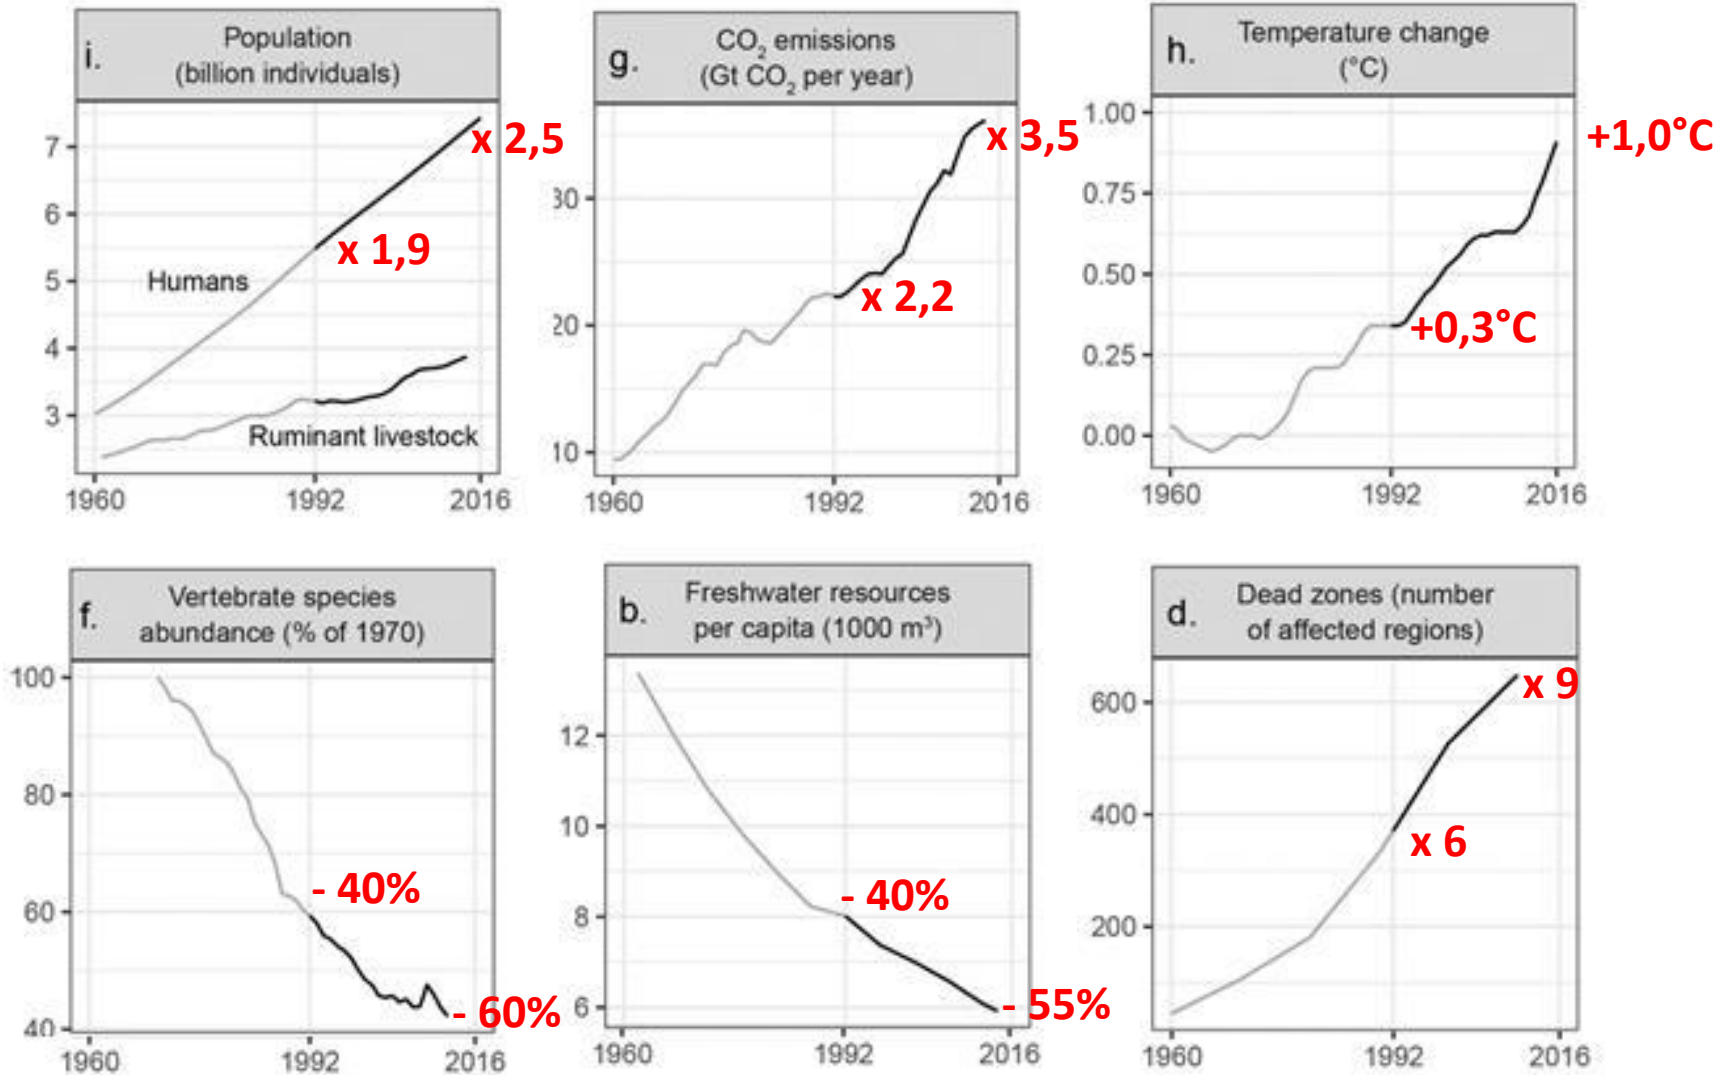 i.
Population
(billion individuals)
7
6
5
4
3
Humans
Ruminant livestock
x 2,5
x 1,9
1960
1992
2016
g.
CO₂ emissions
(Gt CO₂ per year)
30
20
10
x 3,5
x 2,2
1960
1992
2016
h.
Temperature change
(°C)
1.00
0.75
0.50
0.25
0.00
+1,0°C
+0,3°C
1960
1992
2016
f.
Vertebrate species
abundance (% of 1970)
100
80
60
40
- 40%
- 60%
1960
1992
2016
b.
Freshwater resources
per capita (1000 m³)
12
10
8
6
- 40%
- 55%
1960
1992
2016
d.
Dead zones (number
of affected regions)
600
400
200
x 9
x 6
1960
1992
2016